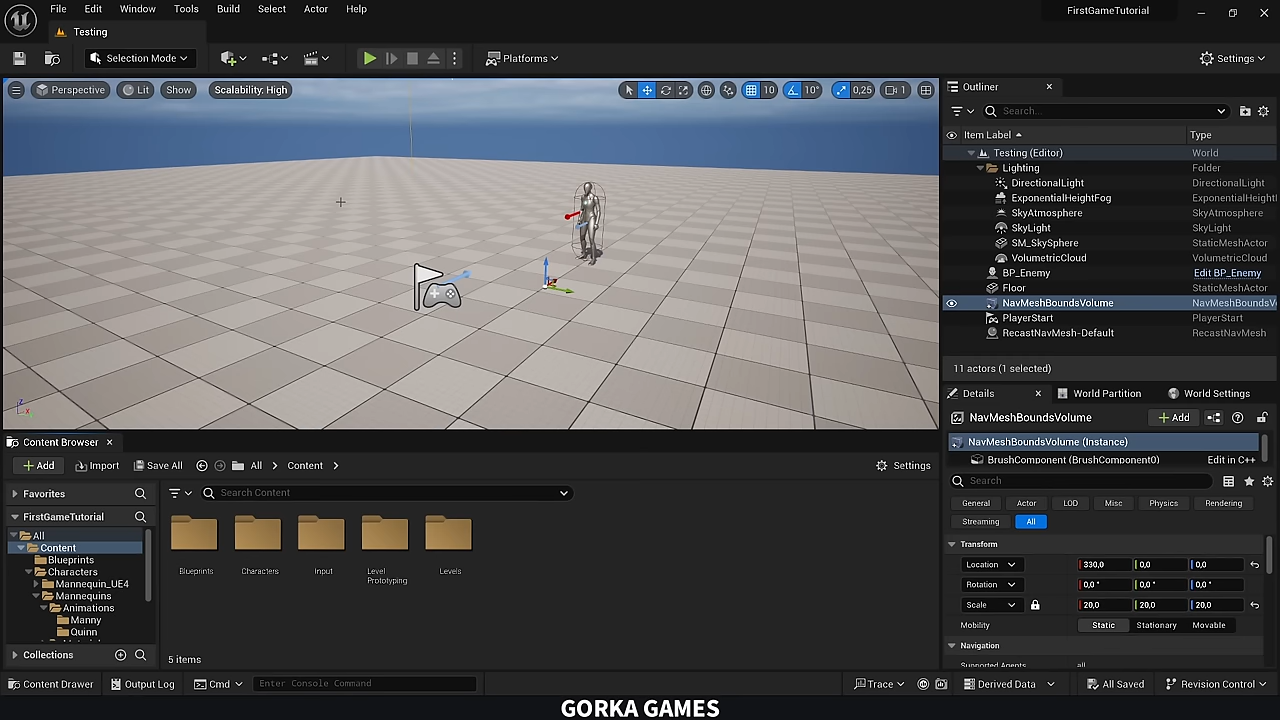 File Edit Window Tools Build Select Actor Help
FirstGameTutorial
Testing
Selection Mode
Platforms
Settings
Perspective Lit Show Scalability: High
10 10° 0,25 1
Outliner
Search...
Item Label Type
Testing (Editor) World
Lighting Folder
DirectionalLight DirectionalLight
ExponentialHeightFog ExponentialHeight
SkyAtmosphere SkyAtmosphere
SkyLight SkyLight
SM_SkySphere StaticMeshActor
VolumetricCloud VolumetricCloud
BP_Enemy Edit BP_Enemy
Floor StaticMeshActor
NavMeshBoundsVolume NavMeshBoundsV
PlayerStart PlayerStart
RecastNavMesh-Default RecastNavMesh
11 actors (1 selected)
Details World Partition World Settings
NavMeshBoundsVolume Add
NavMeshBoundsVolume (Instance)
BrushComponent (BrushComponent0) Edit in C++
Search
General Actor LOD Misc Physics Rendering
Streaming All
Transform
Location 330,0 0,0 0,0
Rotation 0,0 ° 0,0 ° 0,0 °
Scale 20,0 20,0 20,0
Mobility Static Stationary Movable
Navigation
Supported Agents all
Content Browser
Add Import Save All All Content Settings
Favorites
Search Content
FirstGameTutorial
All
Content
Blueprints
Characters
Mannequin_UE4
Mannequins
Animations
Manny
Quinn
Collections
Blueprints Characters Input Level Prototyping Levels
5 items
Content Drawer Output Log Cmd Enter Console Command Trace Derived Data All Saved Revision Control
GORKA GAMES